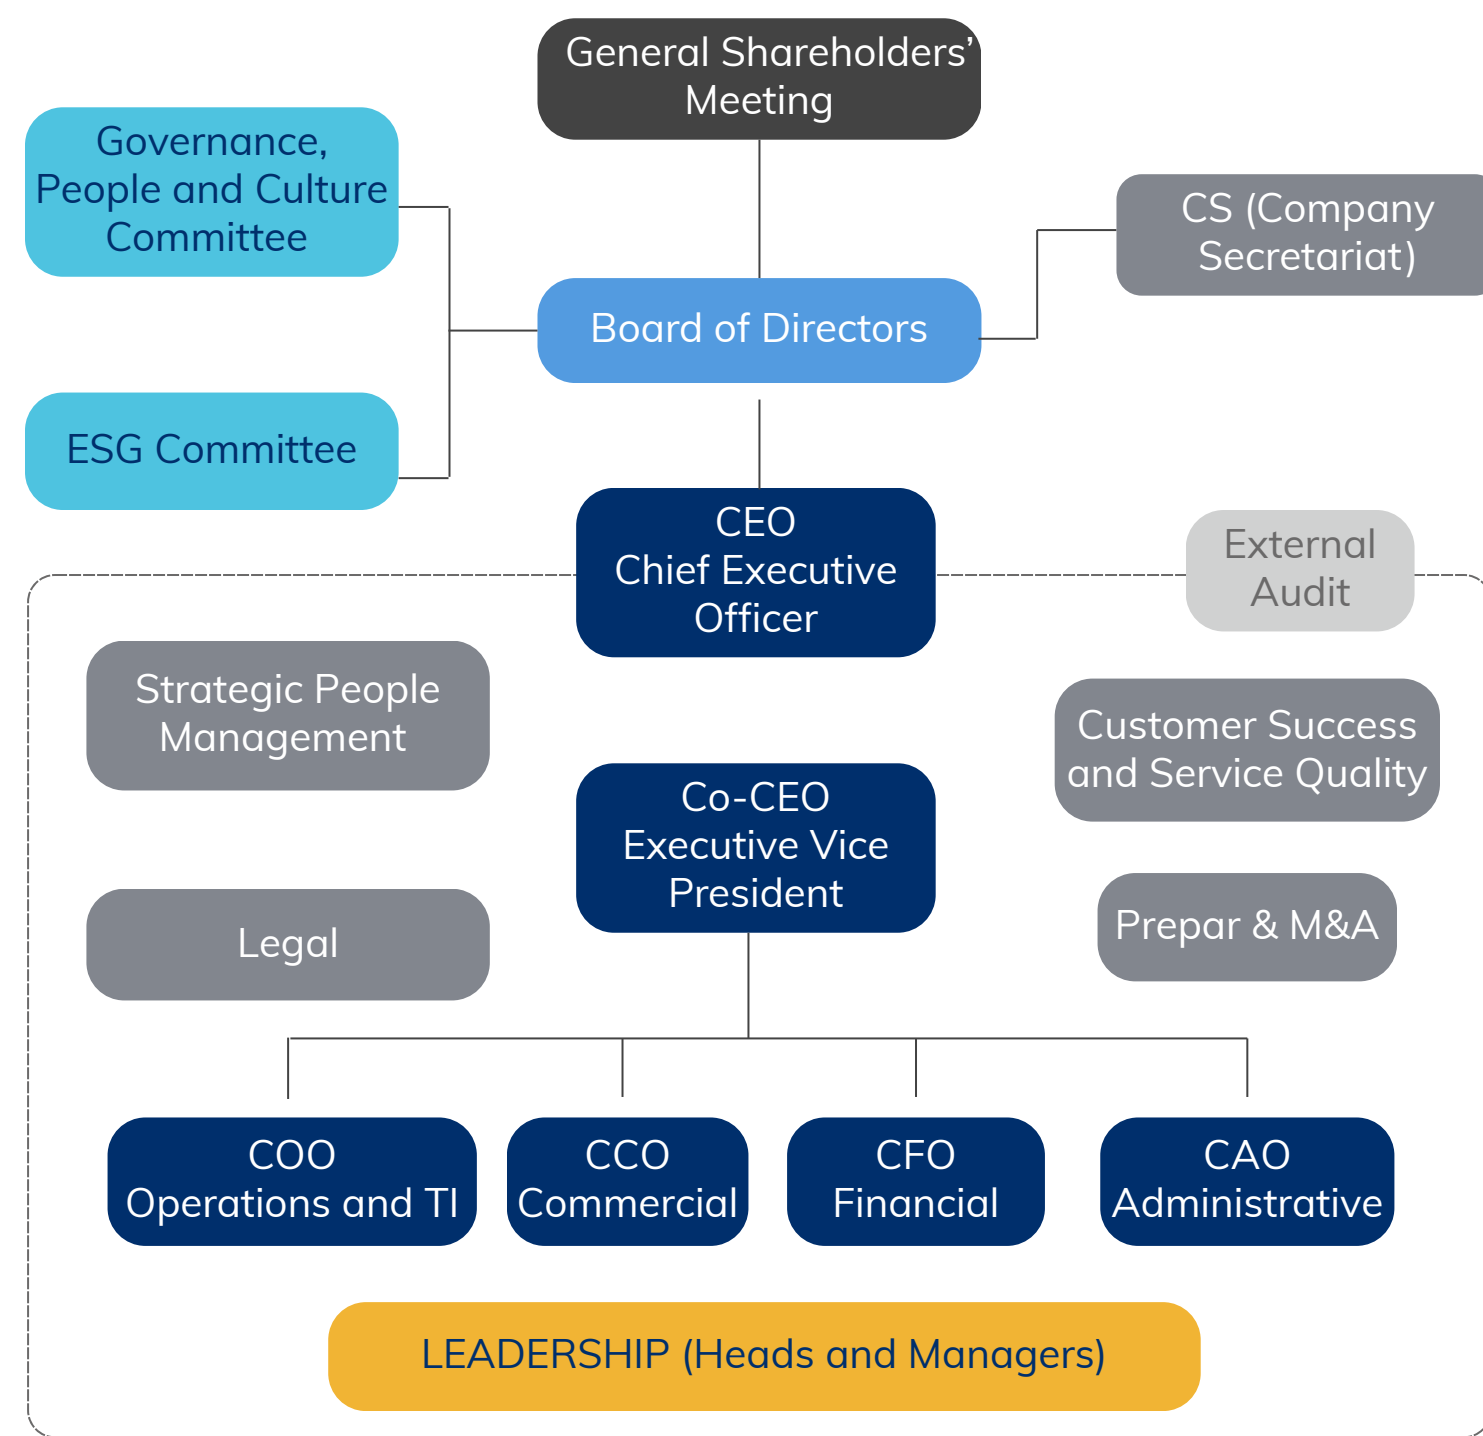 General Shareholders’
Meeting
Governance,
People and Culture
Committee
CS (Company
Secretariat)
Board of Directors
ESG Committee
CEO
Chief Executive
Officer
External
Audit
Strategic People
Management
Customer Success
and Service Quality
Co-CEO
Executive Vice
President
Legal
Prepar & M&A
COO
Operations and TI
CCO
Commercial
CFO
Financial
CAO
Administrative
LEADERSHIP (Heads and Managers)